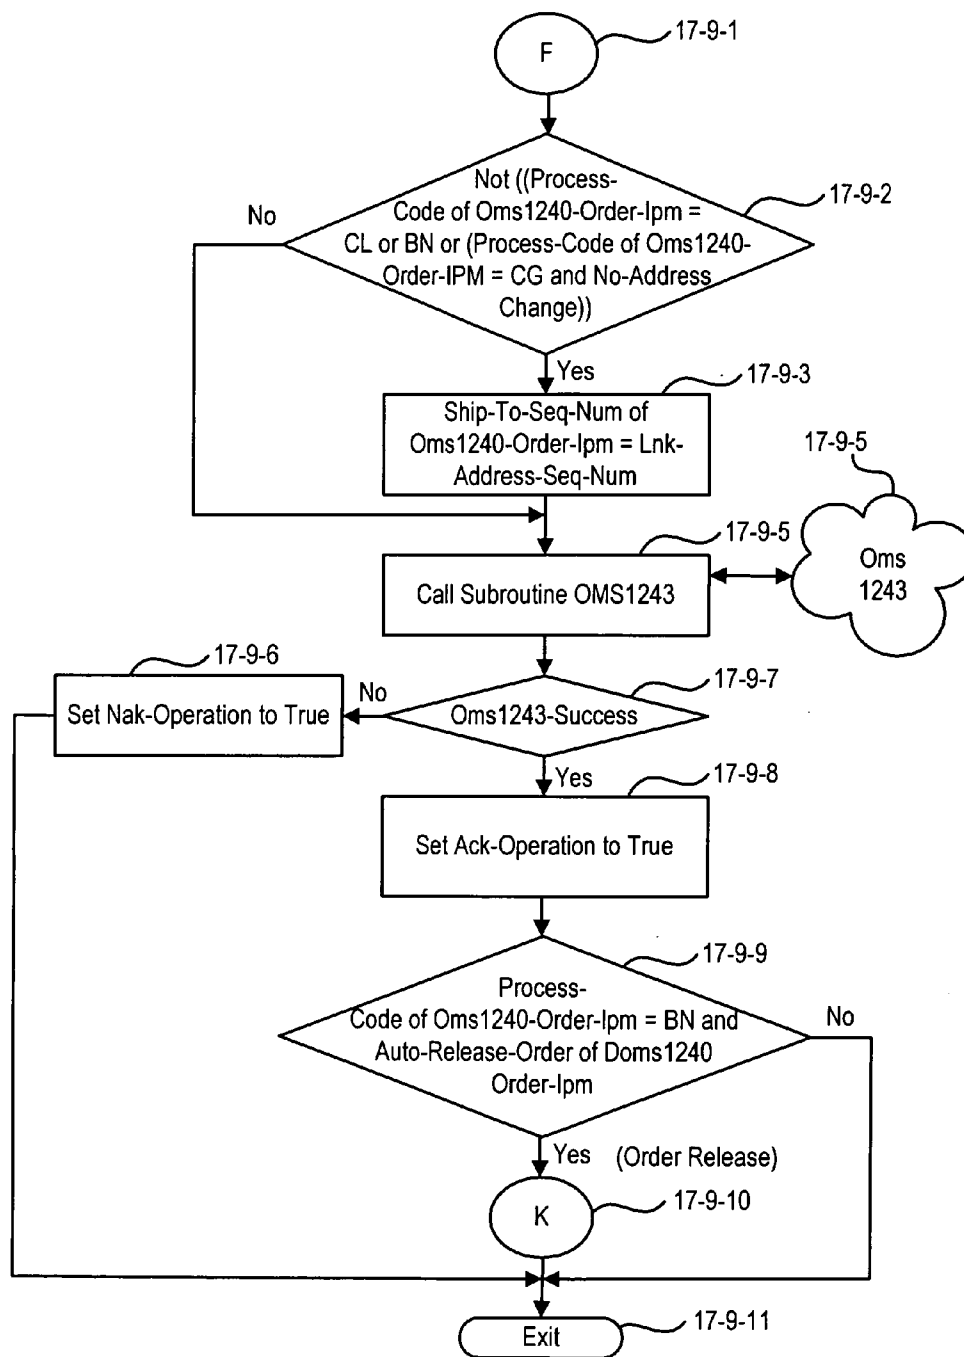 F
17-9-1
Not ((Process-
Code of Oms1240-Order-Ipm =
CL or BN or (Process-Code of Oms1240-
Order-IPM = CG and No-Address
Change))
17-9-2
No
Yes
17-9-3
Ship-To-Seq-Num of
Oms1240-Order-Ipm = Lnk-
Address-Seq-Num
17-9-5
Oms
1243
17-9-5
Call Subroutine OMS1243
17-9-6
Set Nak-Operation to True
No
17-9-7
Oms1243-Success
Yes
17-9-8
Set Ack-Operation to True
17-9-9
Process-
Code of Oms1240-Order-Ipm = BN and
Auto-Release-Order of Doms1240
Order-Ipm
No
Yes (Order Release)
K
17-9-10
Exit
17-9-11